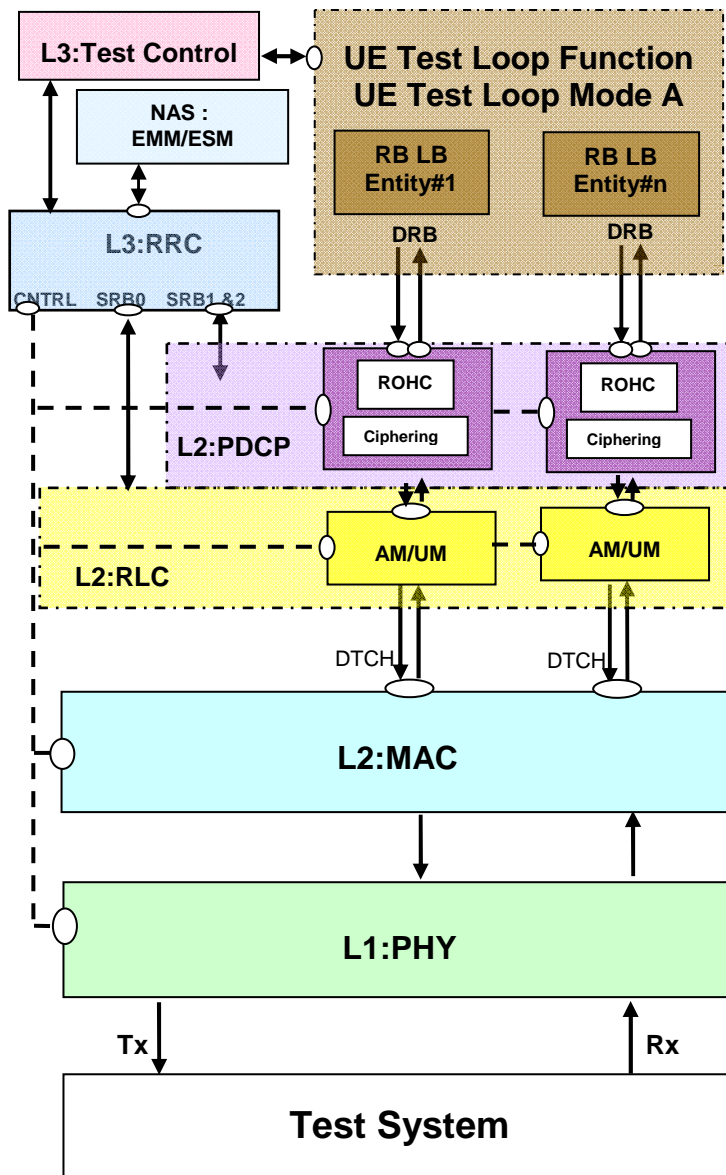 L3:Test Control
UE Test Loop Function
UE Test Loop Mode A
NAS :
EMM/ESM
RB LB
Entity#1
RB LB
Entity#n
DRB
DRB
L3:RRC
CNTRL SRB0 SRB1 &2
ROHC
Ciphering
ROHC
Ciphering
L2:PDCP
AM/UM
AM/UM
L2:RLC
DTCH
DTCH
L2:MAC
L1:PHY
Tx
Rx
Test System